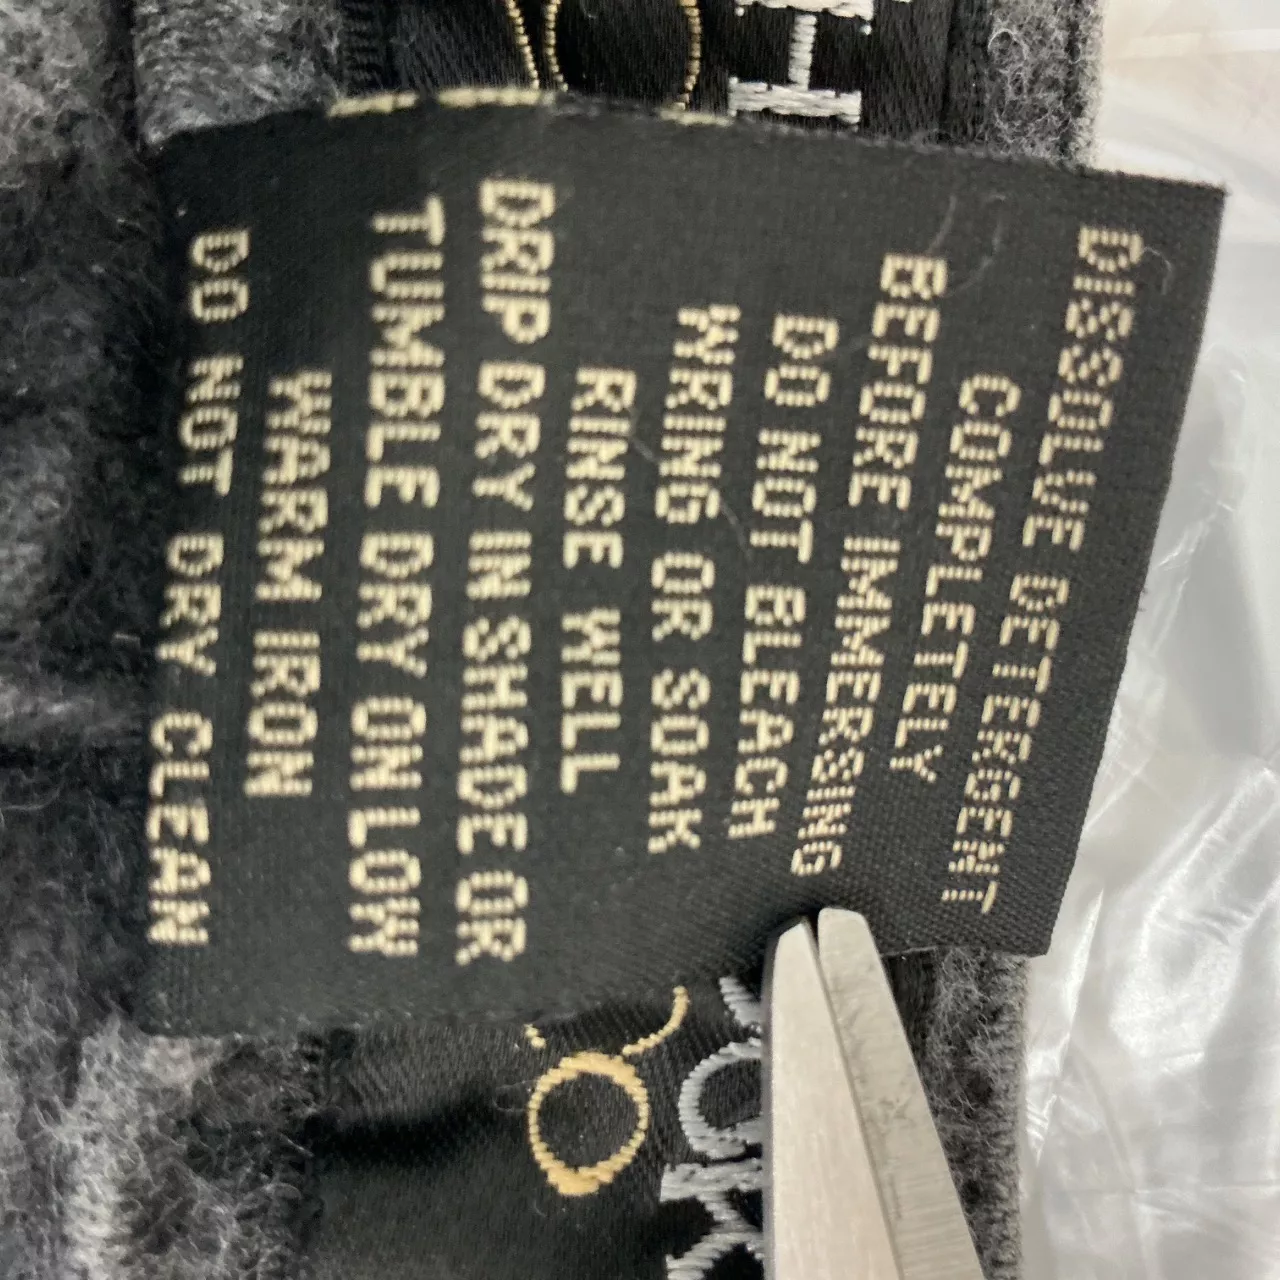 DISSOLVE DETERGENT
COMPLETELY
BEFORE IMMERSING
DO NOT BLEACH
WRING OR SOAK
RINSE WELL
DRIP DRY IN SHADE OR
TUMBLE DRY ON LOW
WARM IRON
DO NOT DRY CLEAN